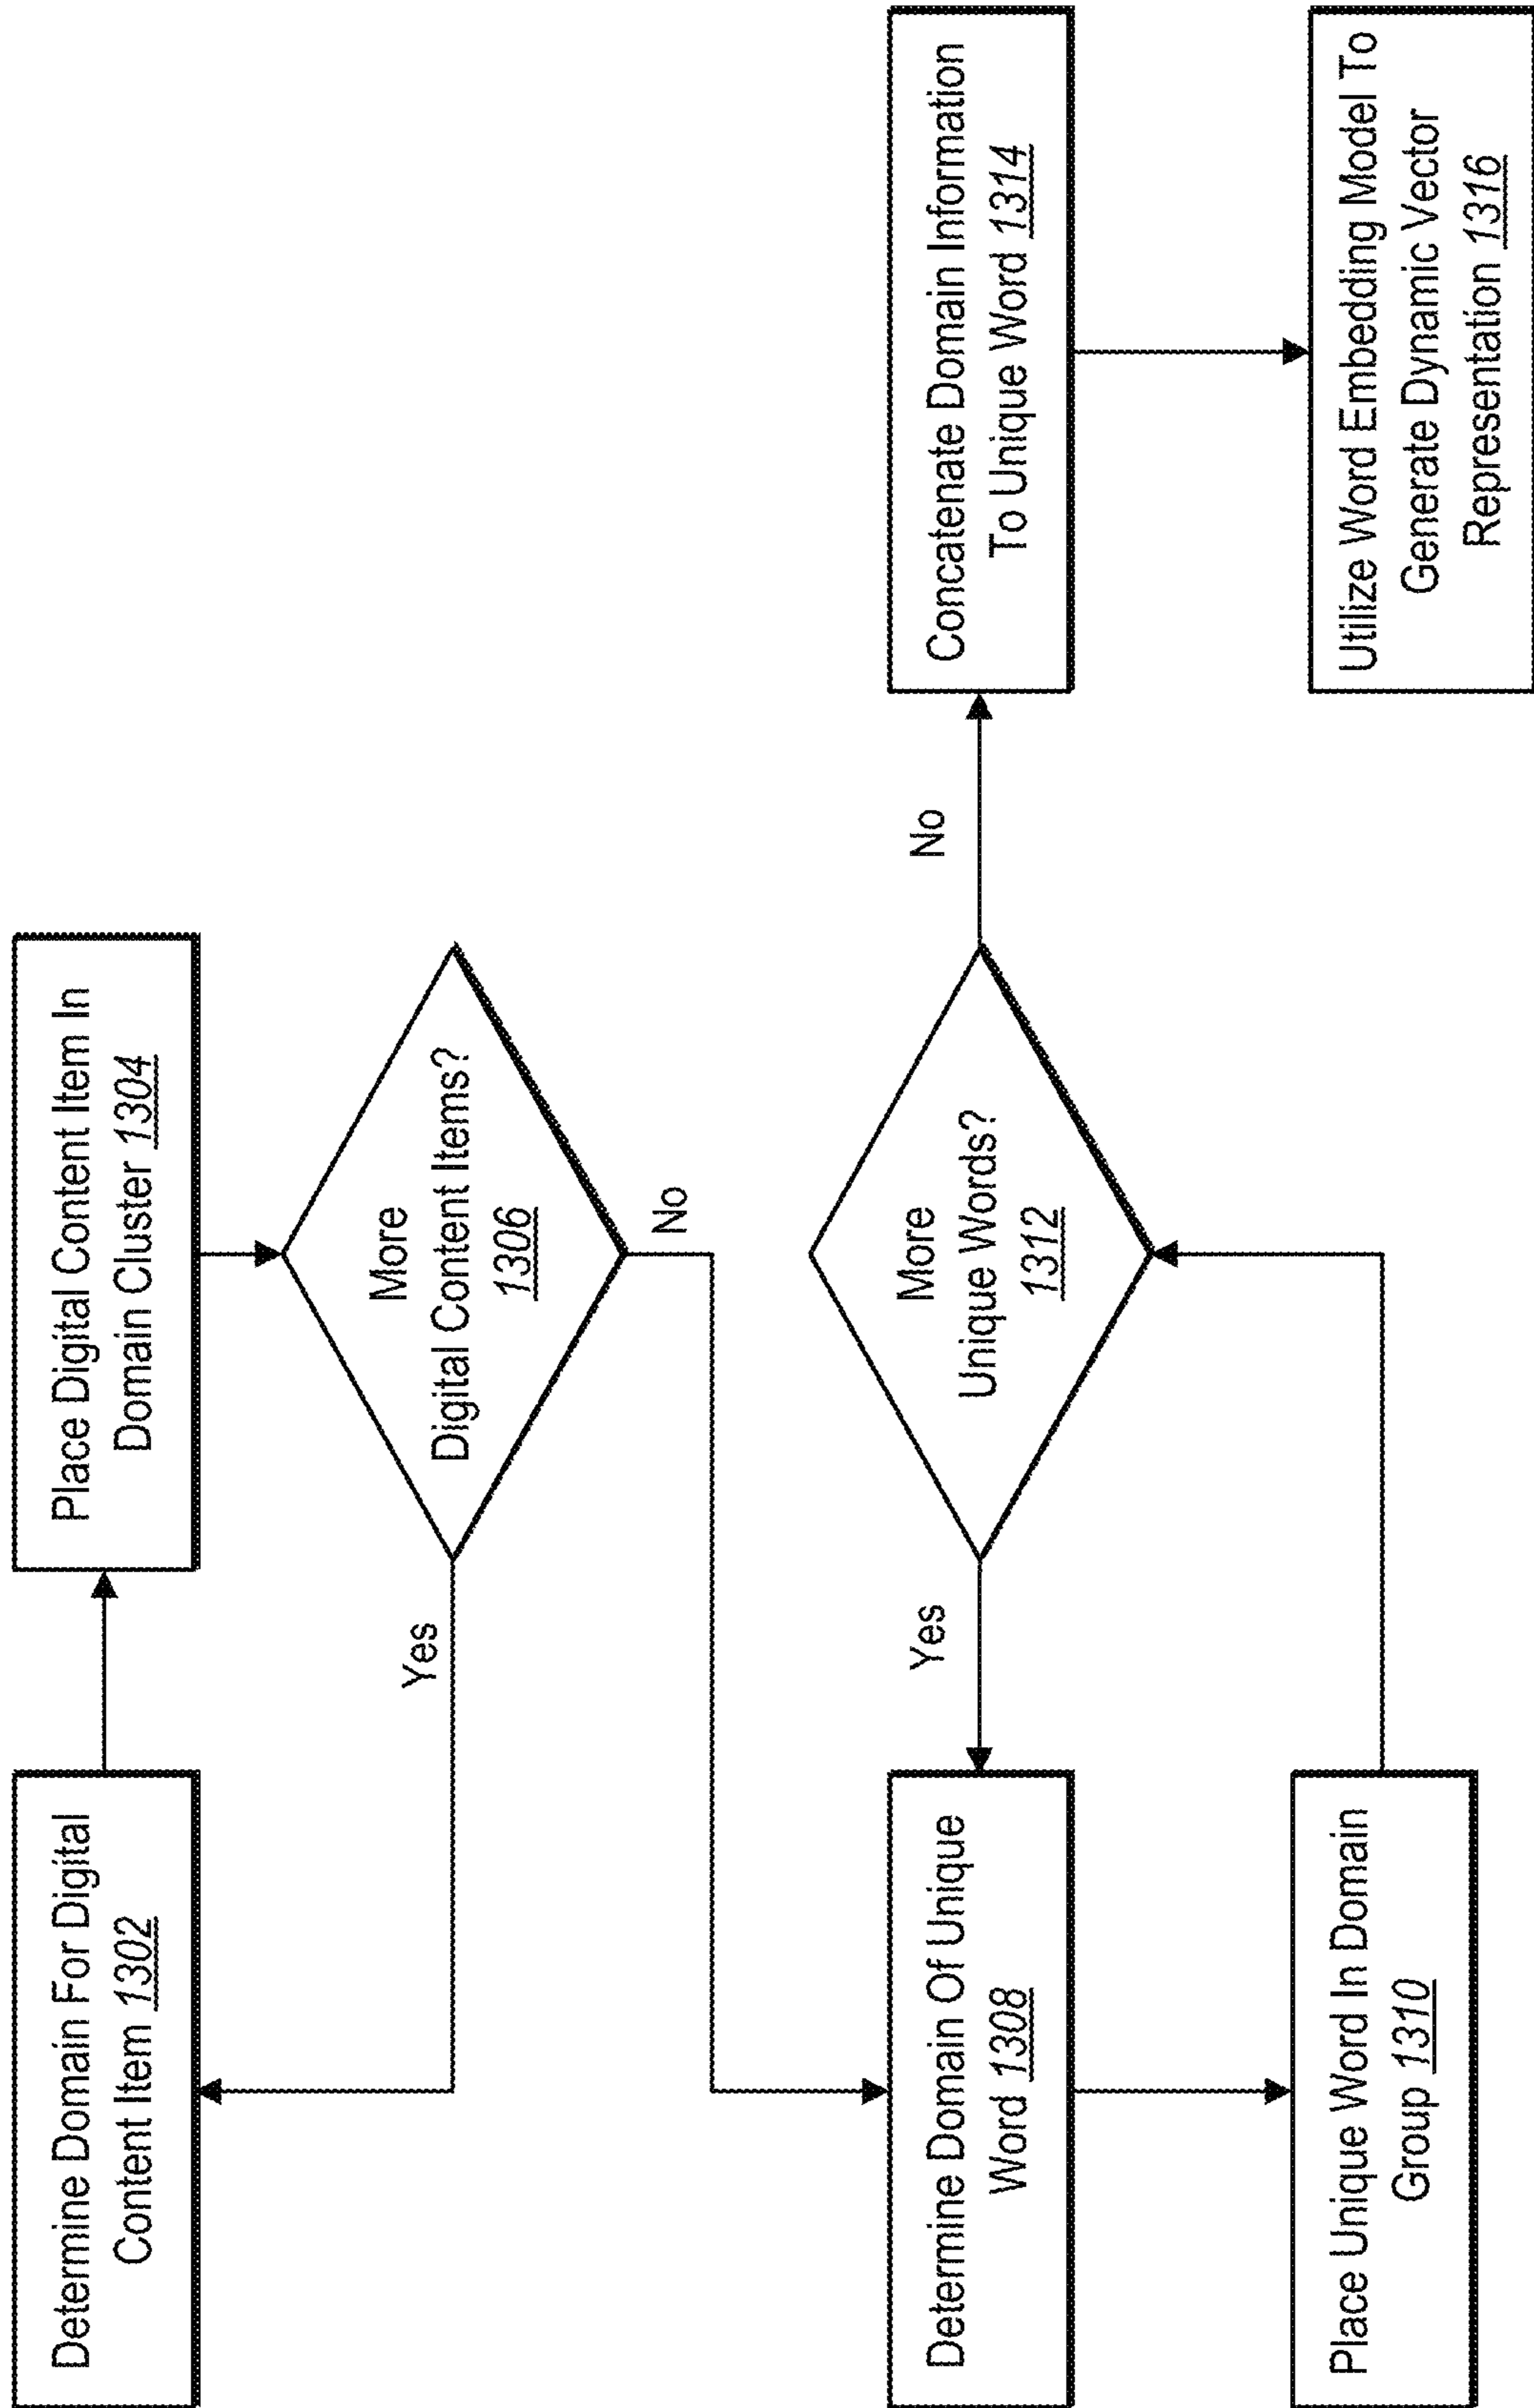 Determine Domain For Digital
Content Item 1302
Place Digital Content Item In
Domain Cluster 1304
More
Digital Content Items?
1306
Yes
No
Determine Domain Of Unique
Word 1308
Place Unique Word In Domain
Group 1310
More
Unique Words?
1312
Yes
No
Concatenate Domain Information
To Unique Word 1314
Utilize Word Embedding Model To
Generate Dynamic Vector
Representation 1316